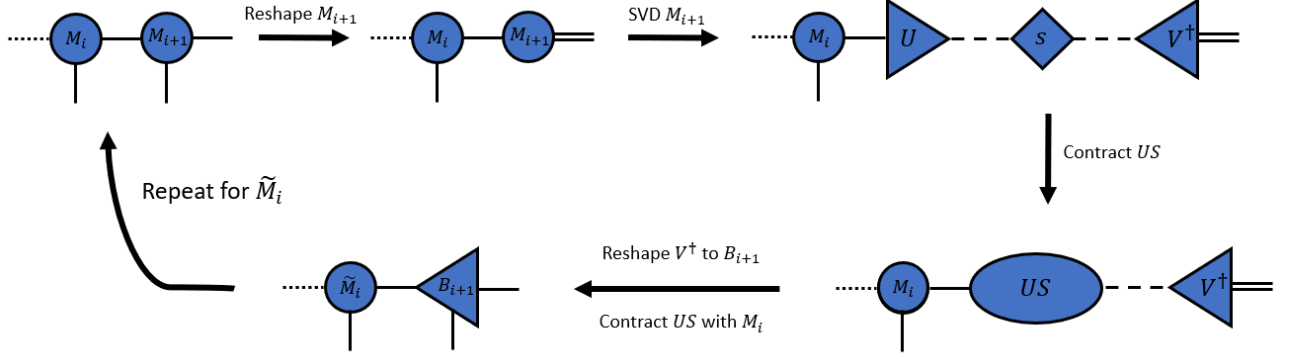 Reshape M_{i+1}
SVD M_{i+1}
M_i
M_{i+1}
M_i
M_{i+1}
M_i
U
s
V†
Contract US
Repeat for M̃_i
Reshape V† to B_{i+1}
Contract US with M_i
M̃_i
B_{i+1}
M_i
US
V†